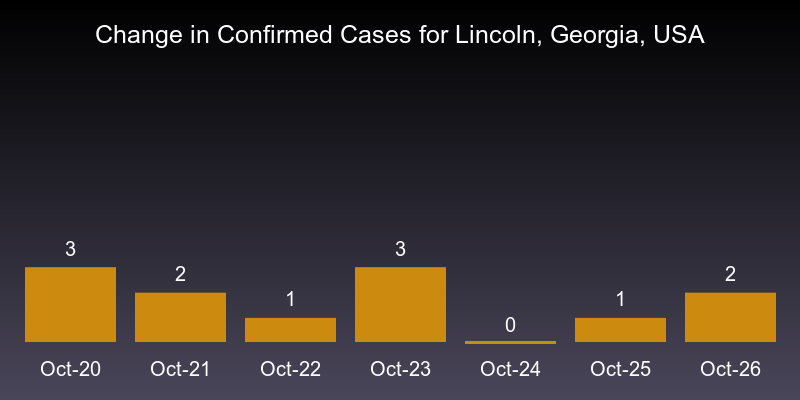 Change in Confirmed Cases for Lincoln, Georgia, USA
3 2 1 3 0 1 2
Oct-20 Oct-21 Oct-22 Oct-23 Oct-24 Oct-25 Oct-26